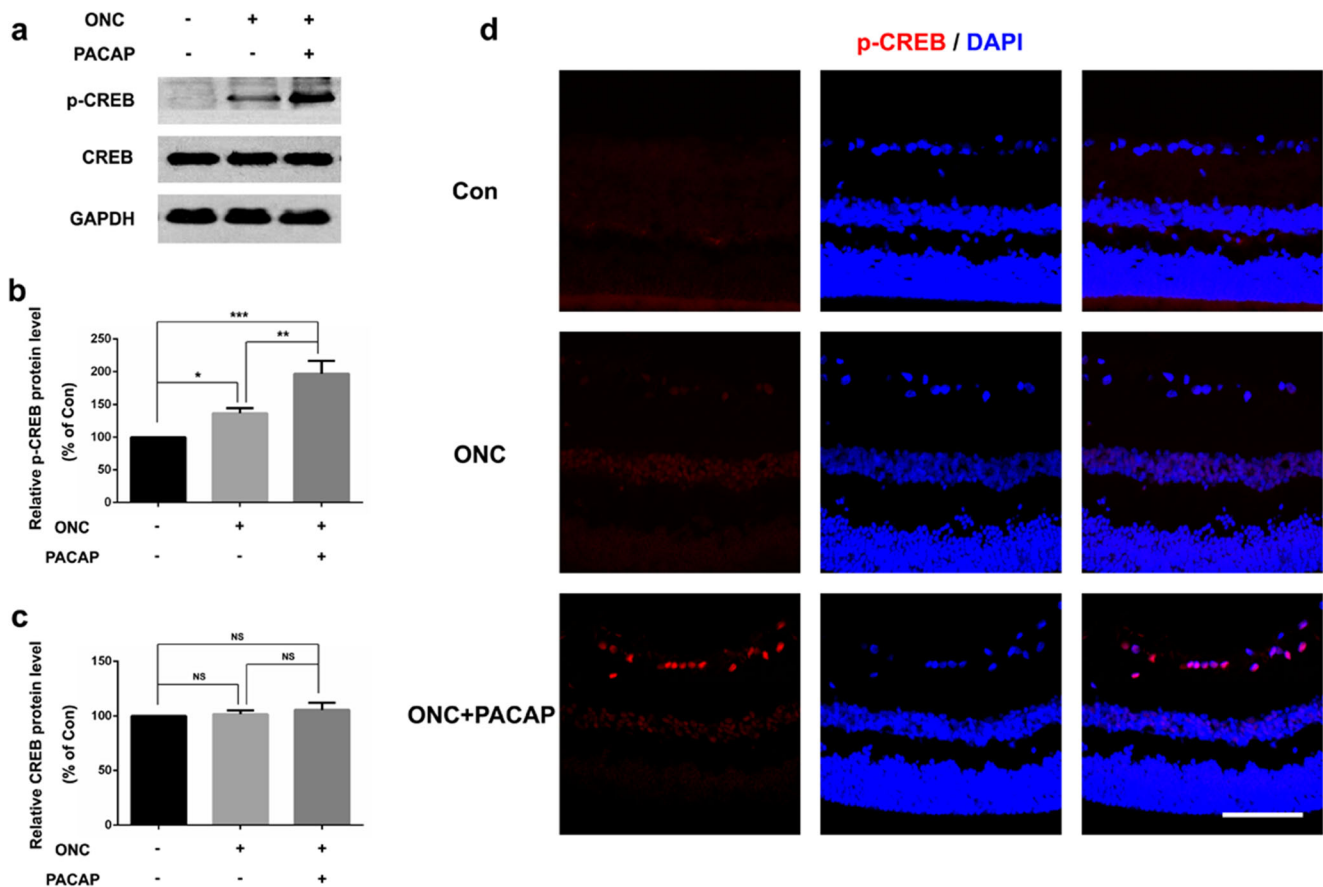 a
ONC - + +
PACAP - - +
p-CREB
CREB
GAPDH
b
Relative p-CREB protein level
(% of Con)
250
200
150
100
50
0
***
**
*
ONC - + +
PACAP - - +
c
Relative CREB protein level
(% of Con)
150
100
50
0
NS
NS
NS
ONC - + +
PACAP - - +
d
p-CREB / DAPI
Con
ONC
ONC+PACAP